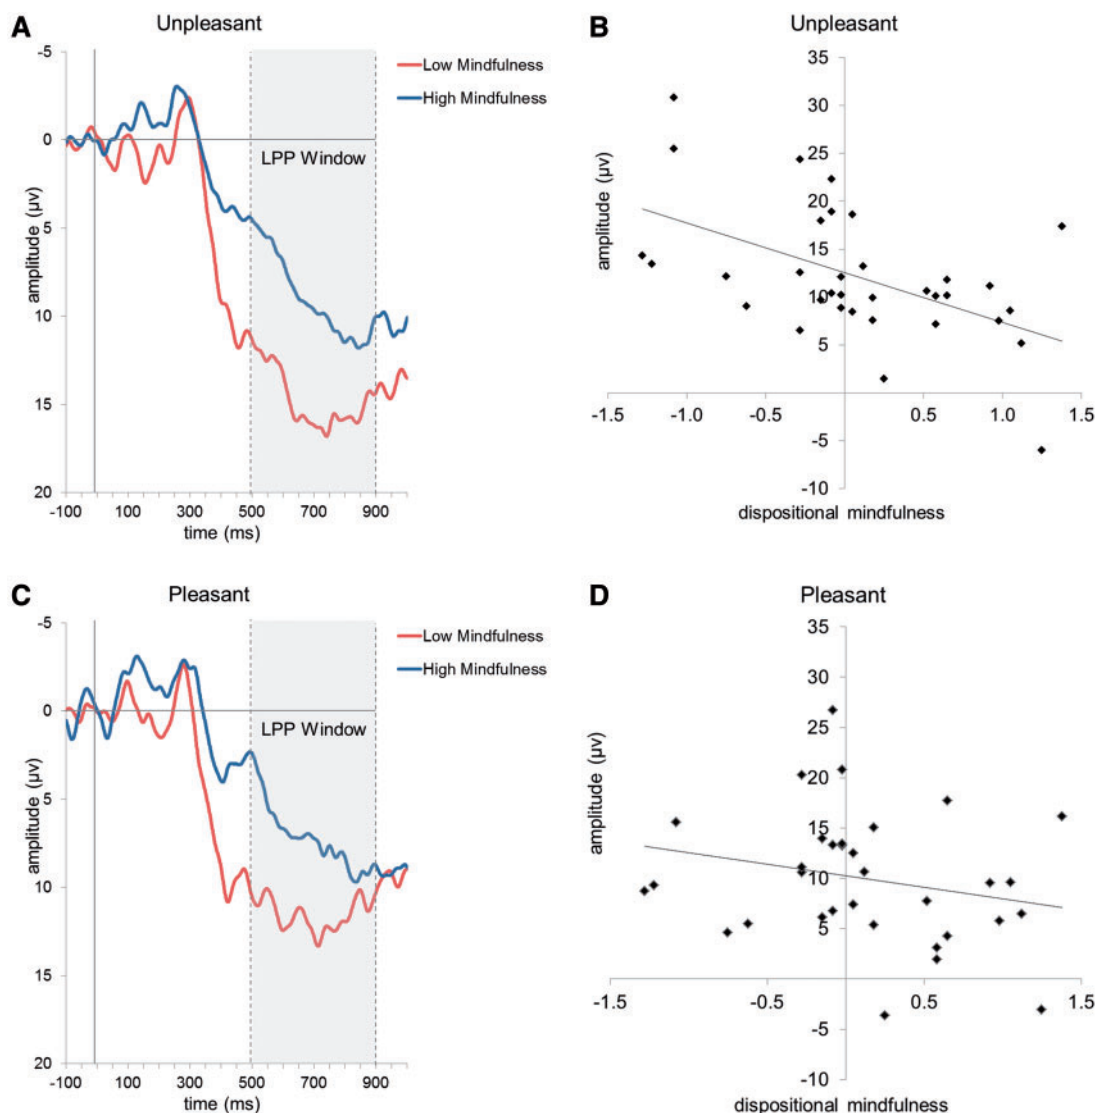 A
Unpleasant
-5
0
5
10
15
20
amplitude (µv)
Low Mindfulness
High Mindfulness
LPP Window
-100 100 300 500 700 900
time (ms)
B
Unpleasant
35
30
25
20
15
10
5
-5
-10
amplitude (µv)
-1.5 -1.0 -0.5 0.5 1.0 1.5
dispositional mindfulness
C
Pleasant
-5
0
5
10
15
20
amplitude (µv)
Low Mindfulness
High Mindfulness
LPP Window
-100 100 300 500 700 900
time (ms)
D
Pleasant
35
30
25
20
15
10
5
-5
-10
amplitude (µv)
-1.5 -0.5 0.5 1.5
dispositional mindfulness